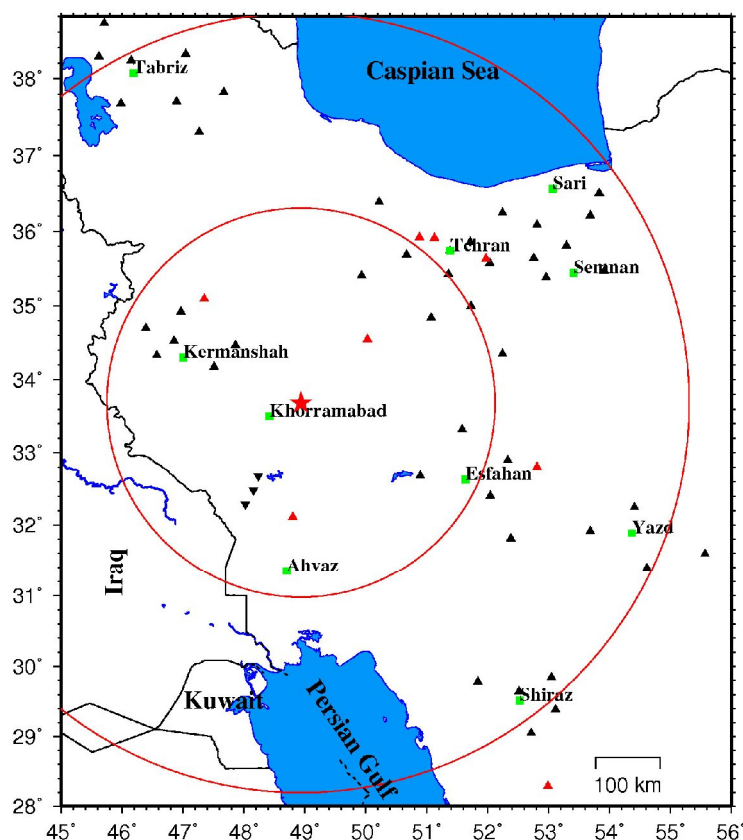 38°
37°
36°
35°
34°
33°
32°
31°
30°
29°
28°
Caspian Sea
Tabriz
Sari
Tehran
Semnan
Kermanshah
Khorramabad
Esfahan
Yazd
Ahvaz
Iraq
Kuwait
Persian Gulf
Shiraz
100 km
45° 46° 47° 48° 49° 50° 51° 52° 53° 54° 55° 56°